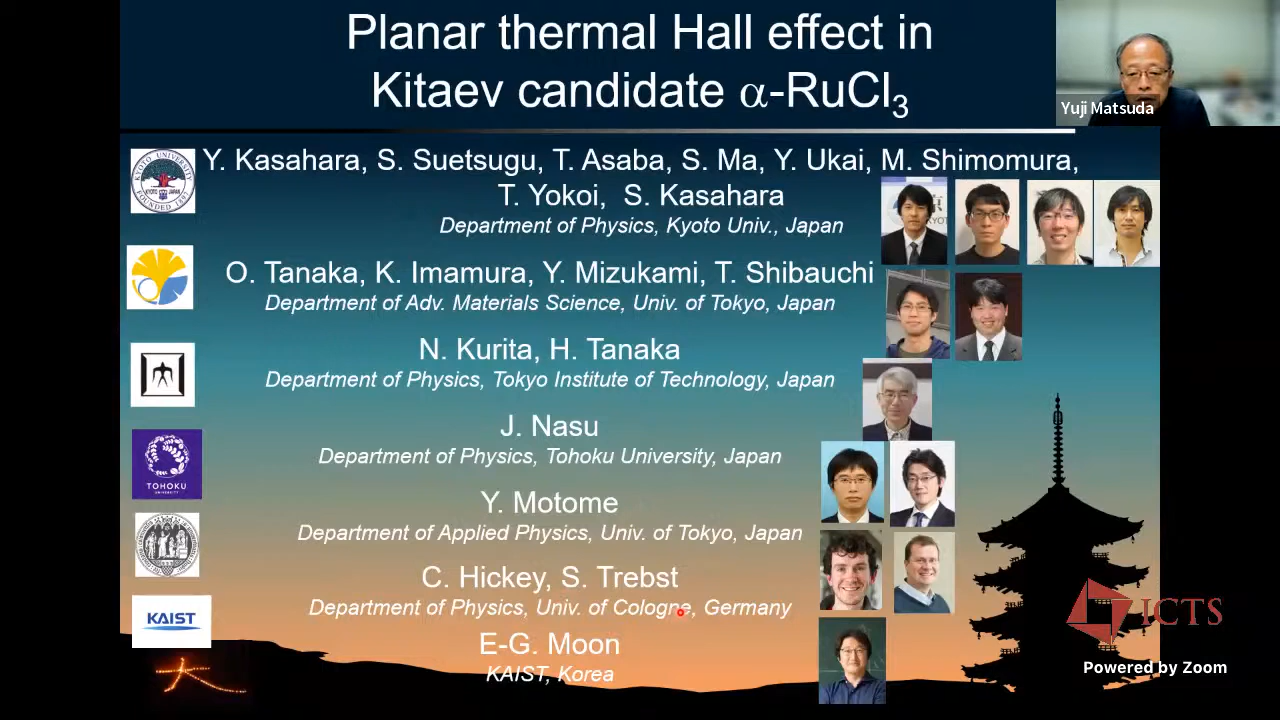 Planar thermal Hall effect in
Kitaev candidate α-RuCl3
Yuji Matsuda
Y. Kasahara, S. Suetsugu, T. Asaba, S. Ma, Y. Ukai, M. Shimomura,
T. Yokoi, S. Kasahara
Department of Physics, Kyoto Univ., Japan
O. Tanaka, K. Imamura, Y. Mizukami, T. Shibauchi
Department of Adv. Materials Science, Univ. of Tokyo, Japan
N. Kurita, H. Tanaka
Department of Physics, Tokyo Institute of Technology, Japan
J. Nasu
Department of Physics, Tohoku University, Japan
TOHOKU
UNIVERSITY
Y. Motome
Department of Applied Physics, Univ. of Tokyo, Japan
C. Hickey, S. Trebst
Department of Physics, Univ. of Cologne, Germany
KAIST
E-G. Moon
KAIST, Korea
ICTS
Powered by Zoom